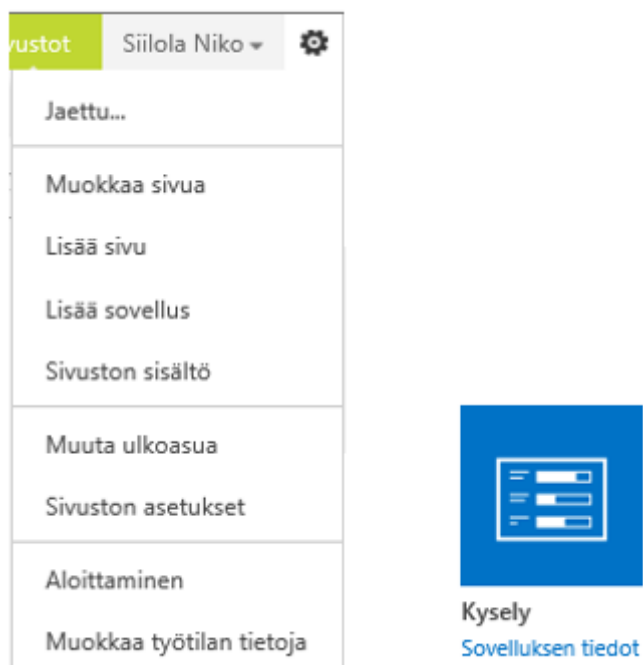 vustot Siilola Niko
Jaettu...
Muokkaa sivua
Lisää sivu
Lisää sovellus
Sivuston sisältö
Muuta ulkoasua
Sivuston asetukset
Aloittaminen
Muokkaa työtilan tietoja
Kysely
Sovelluksen tiedot